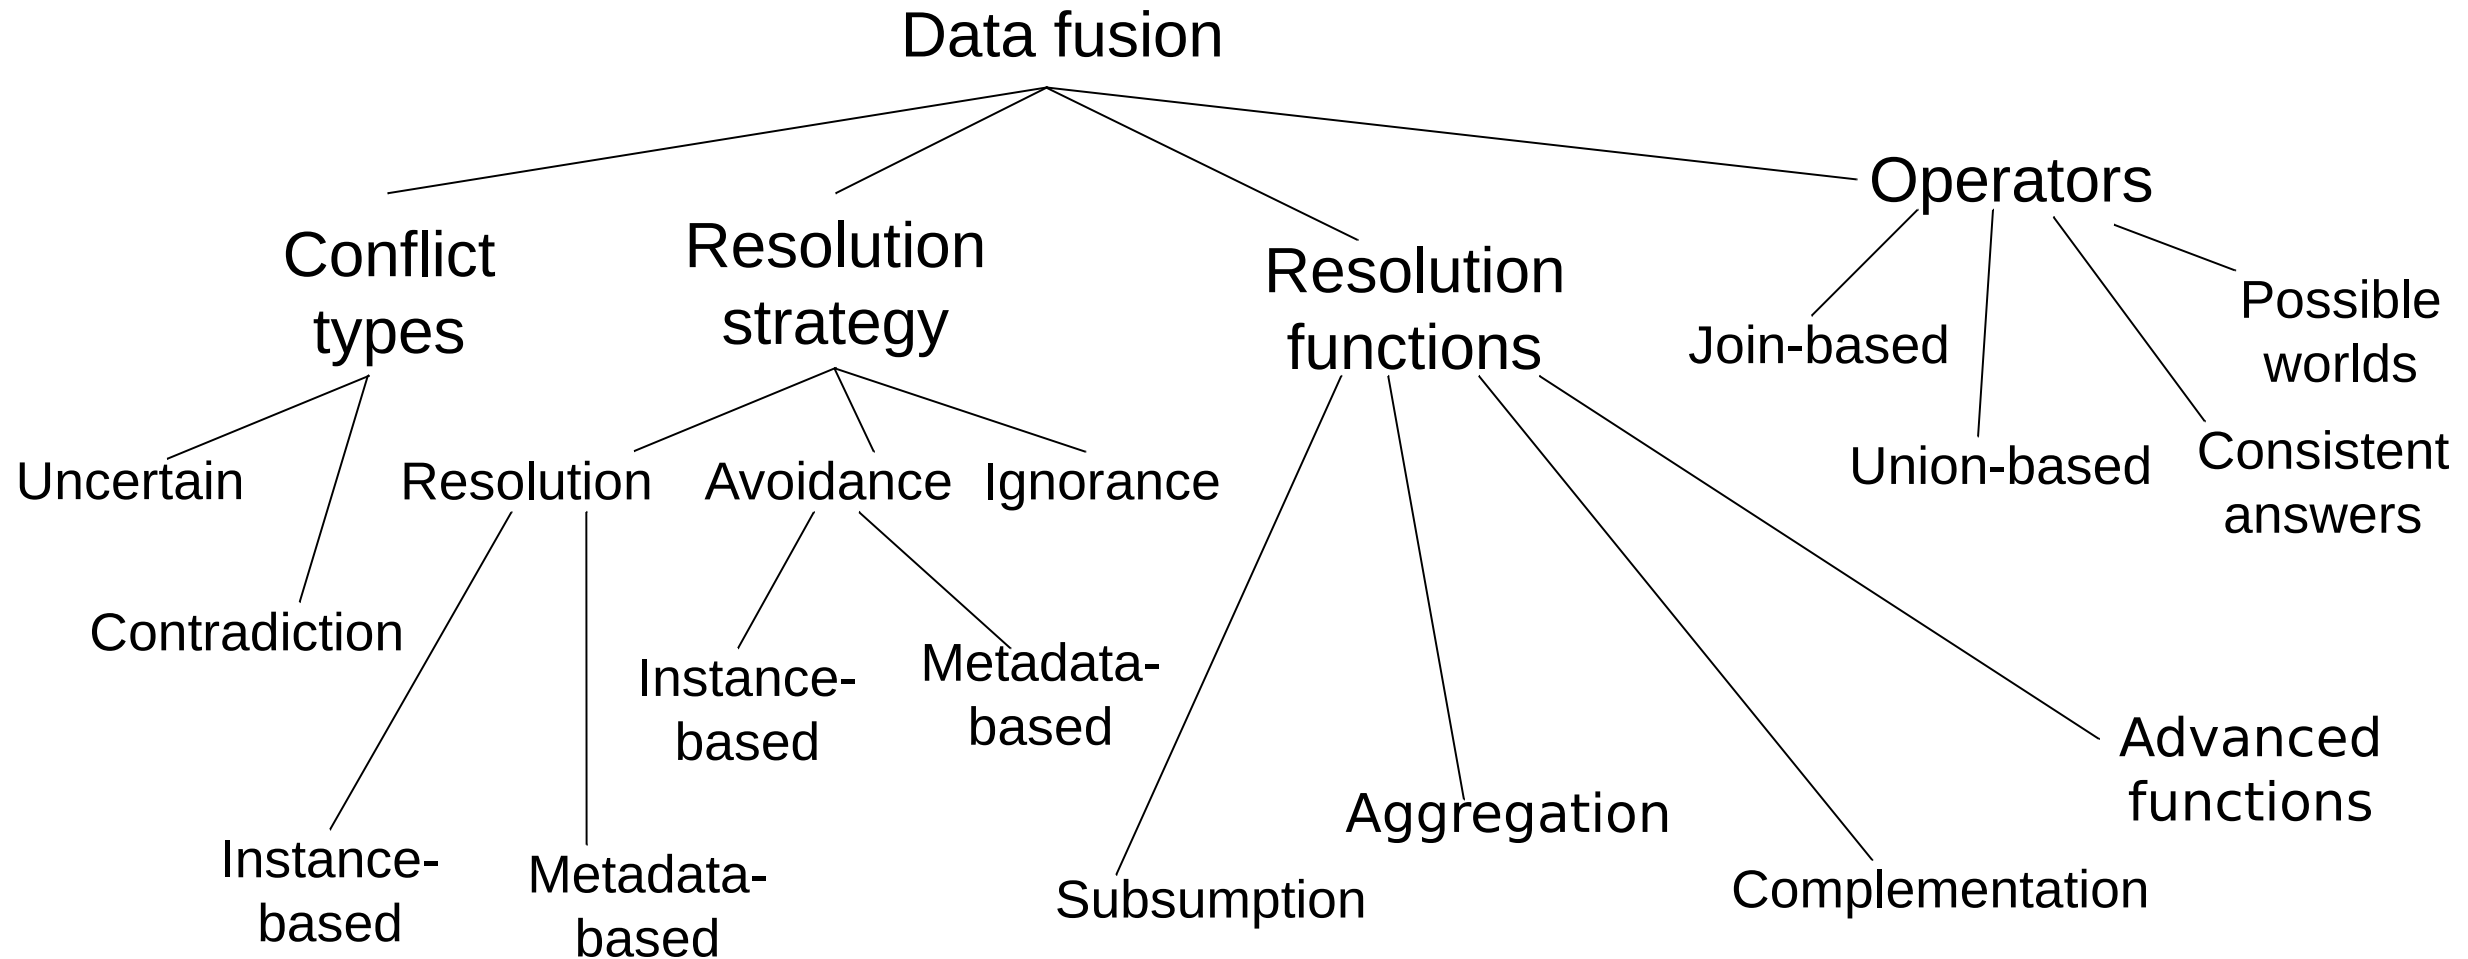 Data fusion
Conflict
types
Resolution
strategy
Resolution
functions
Operators
Uncertain
Contradiction
Resolution
Avoidance
Ignorance
Instance-
based
Metadata-
based
Instance-
based
Metadata-
based
Subsumption
Aggregation
Complementation
Advanced
functions
Join-based
Union-based
Consistent
answers
Possible
worlds